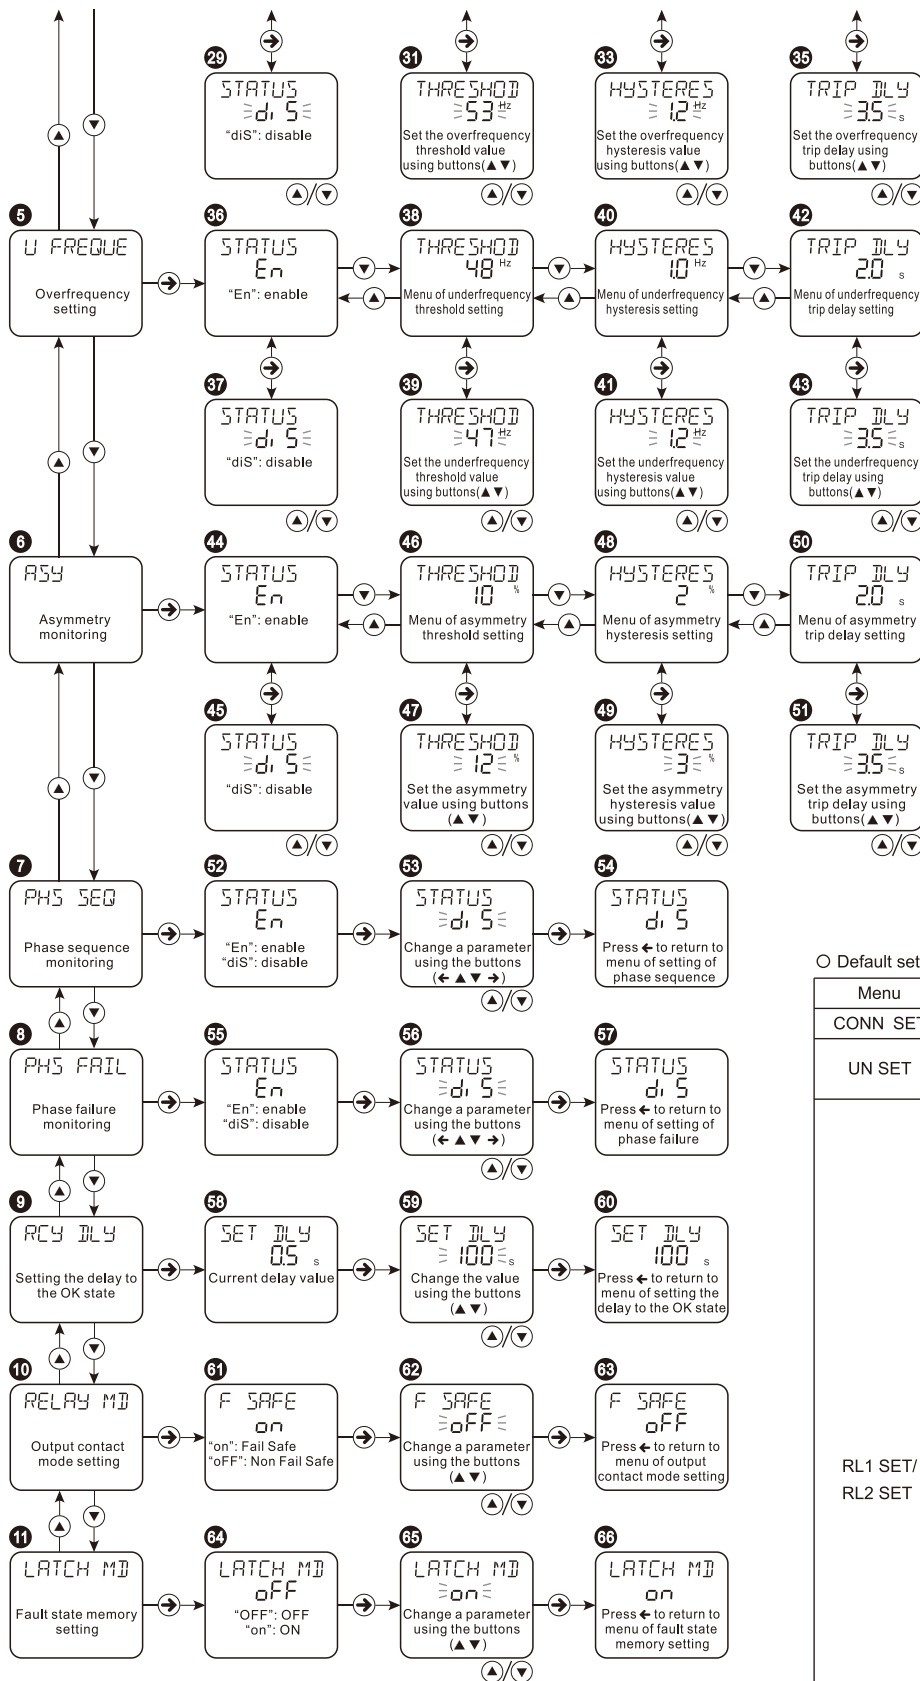 29
STATUS
diS
"diS": disable
31
THRESHOD
53 Hz
Set the overfrequency
threshold value
using buttons(▲▼)
33
HYSTERES
1.2 Hz
Set the overfrequency
hysteresis value
using buttons(▲▼)
35
TRIP DLY
3.5 s
Set the overfrequency
trip delay using
buttons(▲▼)
5
U FREQUE
Overfrequency
setting
36
STATUS
En
"En": enable
38
THRESHOD
48 Hz
Menu of underfrequency
threshold setting
40
HYSTERES
1.0 Hz
Menu of underfrequency
hysteresis setting
42
TRIP DLY
2.0 s
Menu of underfrequency
trip delay setting
37
STATUS
diS
"diS": disable
39
THRESHOD
47 Hz
Set the underfrequency
threshold value
using buttons(▲▼)
41
HYSTERES
1.2 Hz
Set the underfrequency
hysteresis value
using buttons(▲▼)
43
TRIP DLY
3.5 s
Set the underfrequency
trip delay using
buttons(▲▼)
6
ASY
Asymmetry
monitoring
44
STATUS
En
"En": enable
46
THRESHOD
10 %
Menu of asymmetry
threshold setting
48
HYSTERES
2 %
Menu of asymmetry
hysteresis setting
50
TRIP DLY
2.0 s
Menu of asymmetry
trip delay setting
45
STATUS
diS
"diS": disable
47
THRESHOD
12 %
Set the asymmetry
value using buttons
(▲▼)
49
HYSTERES
3 %
Set the asymmetry
hysteresis value
using buttons(▲▼)
51
TRIP DLY
3.5 s
Set the asymmetry
trip delay using
buttons(▲▼)
7
PHS SEQ
Phase sequence
monitoring
52
STATUS
En
"En": enable
"diS": disable
53
STATUS
diS
Change a parameter
using the buttons
(← ▲ ▼ →)
54
STATUS
diS
Press ← to return to
menu of setting of
phase sequence
8
PHS FAIL
Phase failure
monitoring
55
STATUS
En
"En": enable
"diS": disable
56
STATUS
diS
Change a parameter
using the buttons
(← ▲ ▼ →)
57
STATUS
diS
Press ← to return to
menu of setting of
phase failure
9
RCY DLY
Setting the delay to
the OK state
58
SET DLY
0.5 s
Current delay value
59
SET DLY
100 s
Change the value
using the buttons
(▲▼)
60
SET DLY
100 s
Press ← to return to
menu of setting the
delay to the OK state
10
RELAY MD
Output contact
mode setting
61
F SAFE
on
"on": Fail Safe
"oFF": Non Fail Safe
62
F SAFE
oFF
Change a parameter
using the buttons
(▲▼)
63
F SAFE
oFF
Press ← to return to
menu of output
contact mode setting
11
LATCH MD
Fault state memory
setting
64
LATCH MD
oFF
"OFF": OFF
"on": ON
65
LATCH MD
on
Change a parameter
using the buttons
(▲▼)
66
LATCH MD
on
Press ← to return to
menu of fault state
memory setting
○ Default set
Menu
CONN SET
UN SET
RL1 SET/
RL2 SET